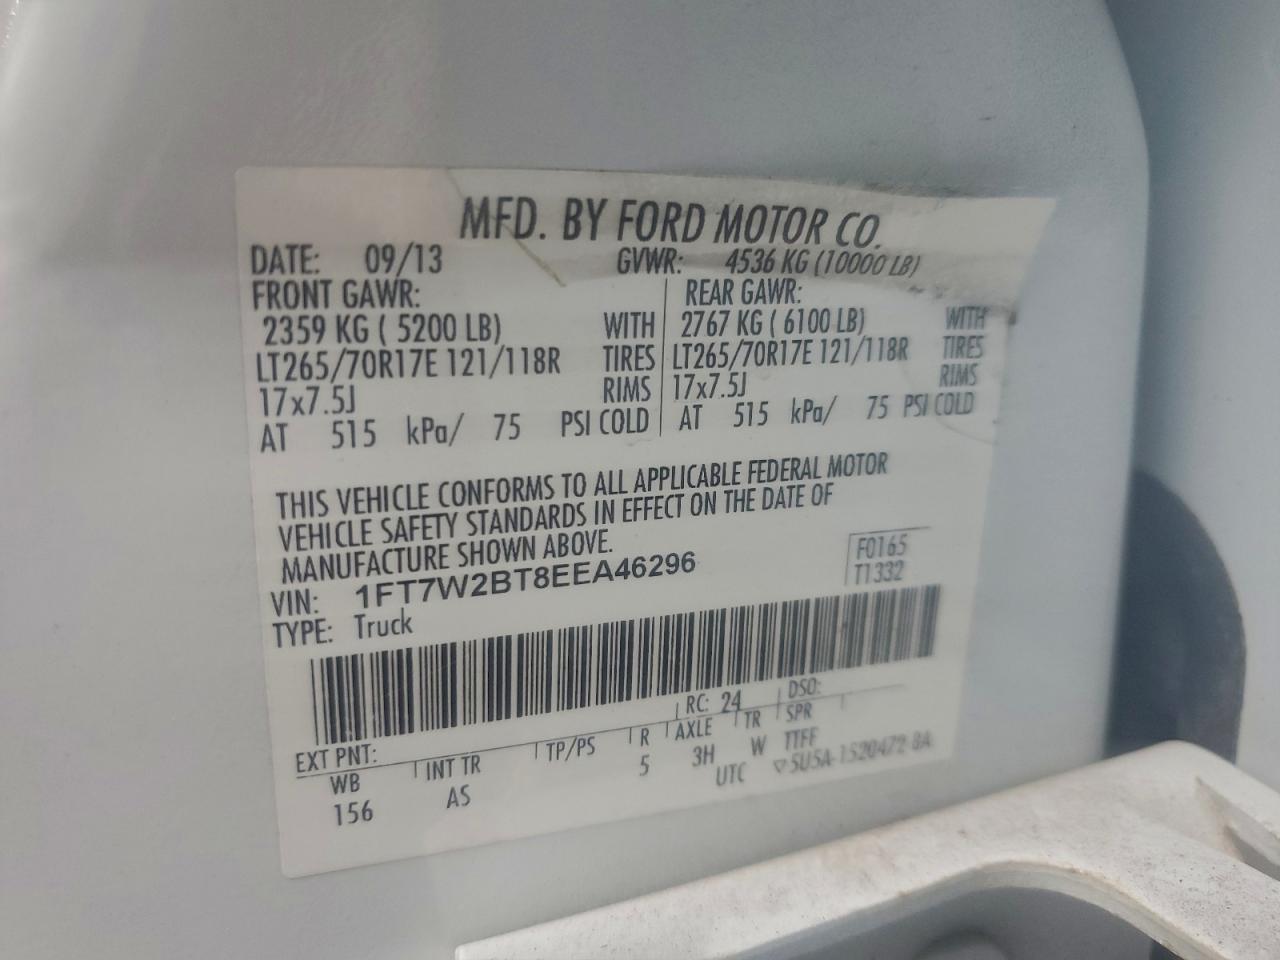 MFD. BY FORD MOTOR CO.
DATE: 09/13 GVWR: 4536 KG (10000 LB)
FRONT GAWR: REAR GAWR:
2359 KG ( 5200 LB) WITH 2767 KG ( 6100 LB) WITH
LT265/70R17E 121/118R TIRES LT265/70R17E 121/118R TIRES
17x7.5J RIMS 17x7.5J RIMS
AT 515 kPa/ 75 PSI COLD AT 515 kPa/ 75 PSI COLD
THIS VEHICLE CONFORMS TO ALL APPLICABLE FEDERAL MOTOR
VEHICLE SAFETY STANDARDS IN EFFECT ON THE DATE OF
MANUFACTURE SHOWN ABOVE.
VIN: 1FT7W2BT8EEA46296 F0165
TYPE: Truck T1332
EXT PNT: RC: 24 DSO:
WB INT TR TP/PS R AXLE TR SPR
156 AS 5 3H W TTFF
UTC ▽5U5A-1520472-BA